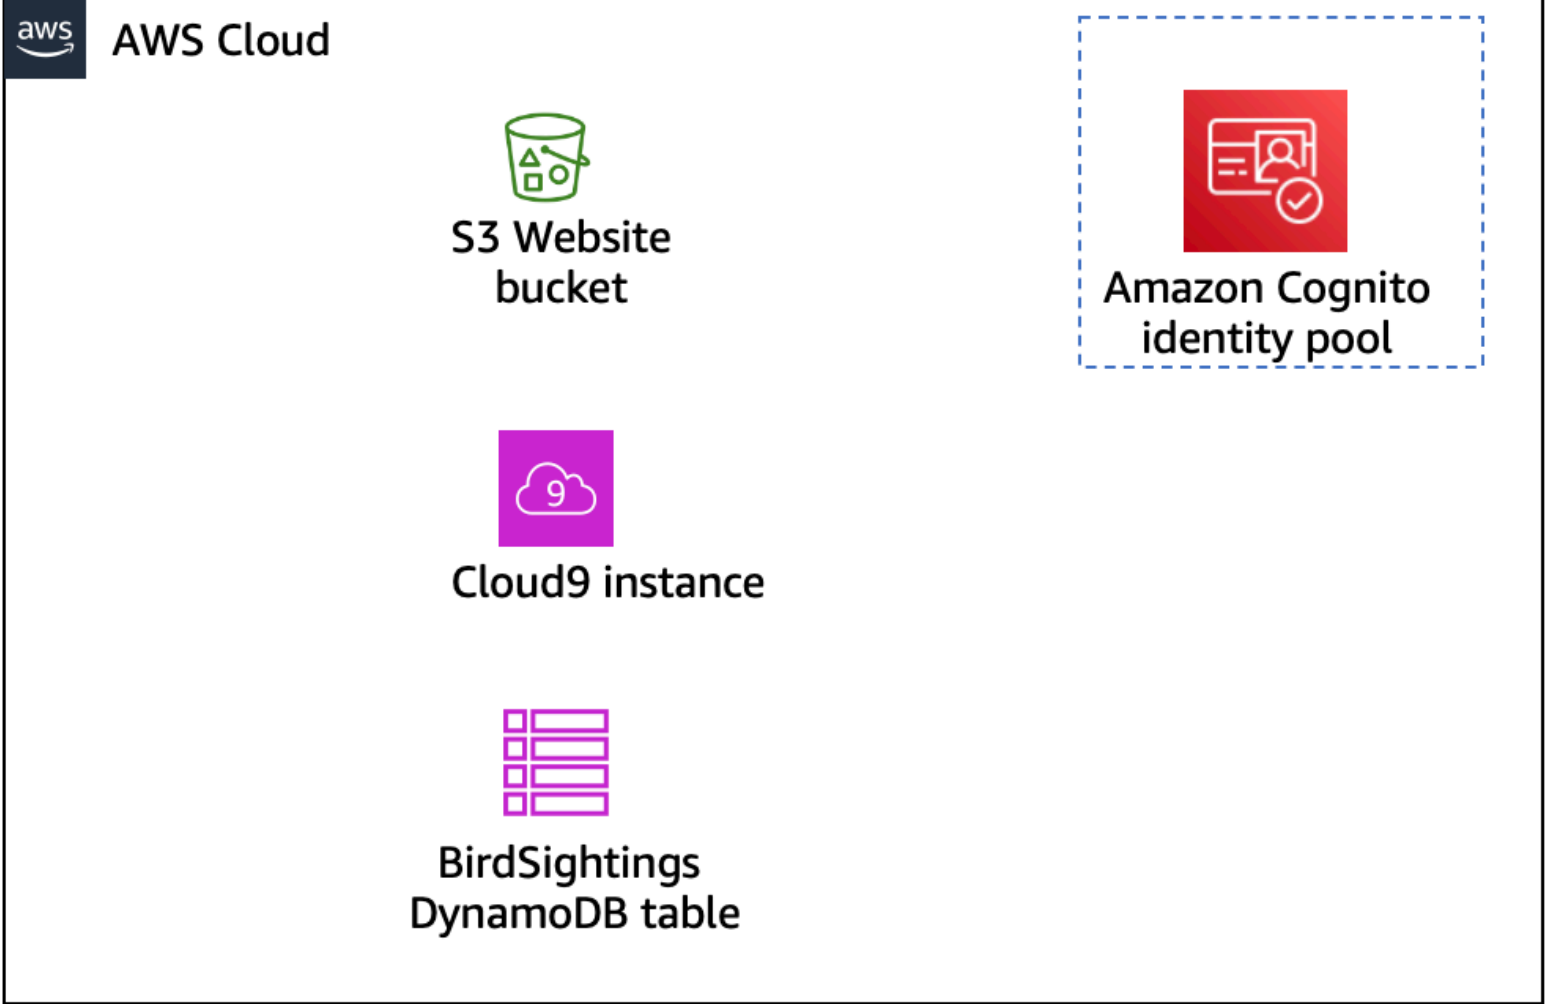 aws
AWS Cloud
S3 Website
bucket
Amazon Cognito
identity pool
9
Cloud9 instance
BirdSightings
DynamoDB table